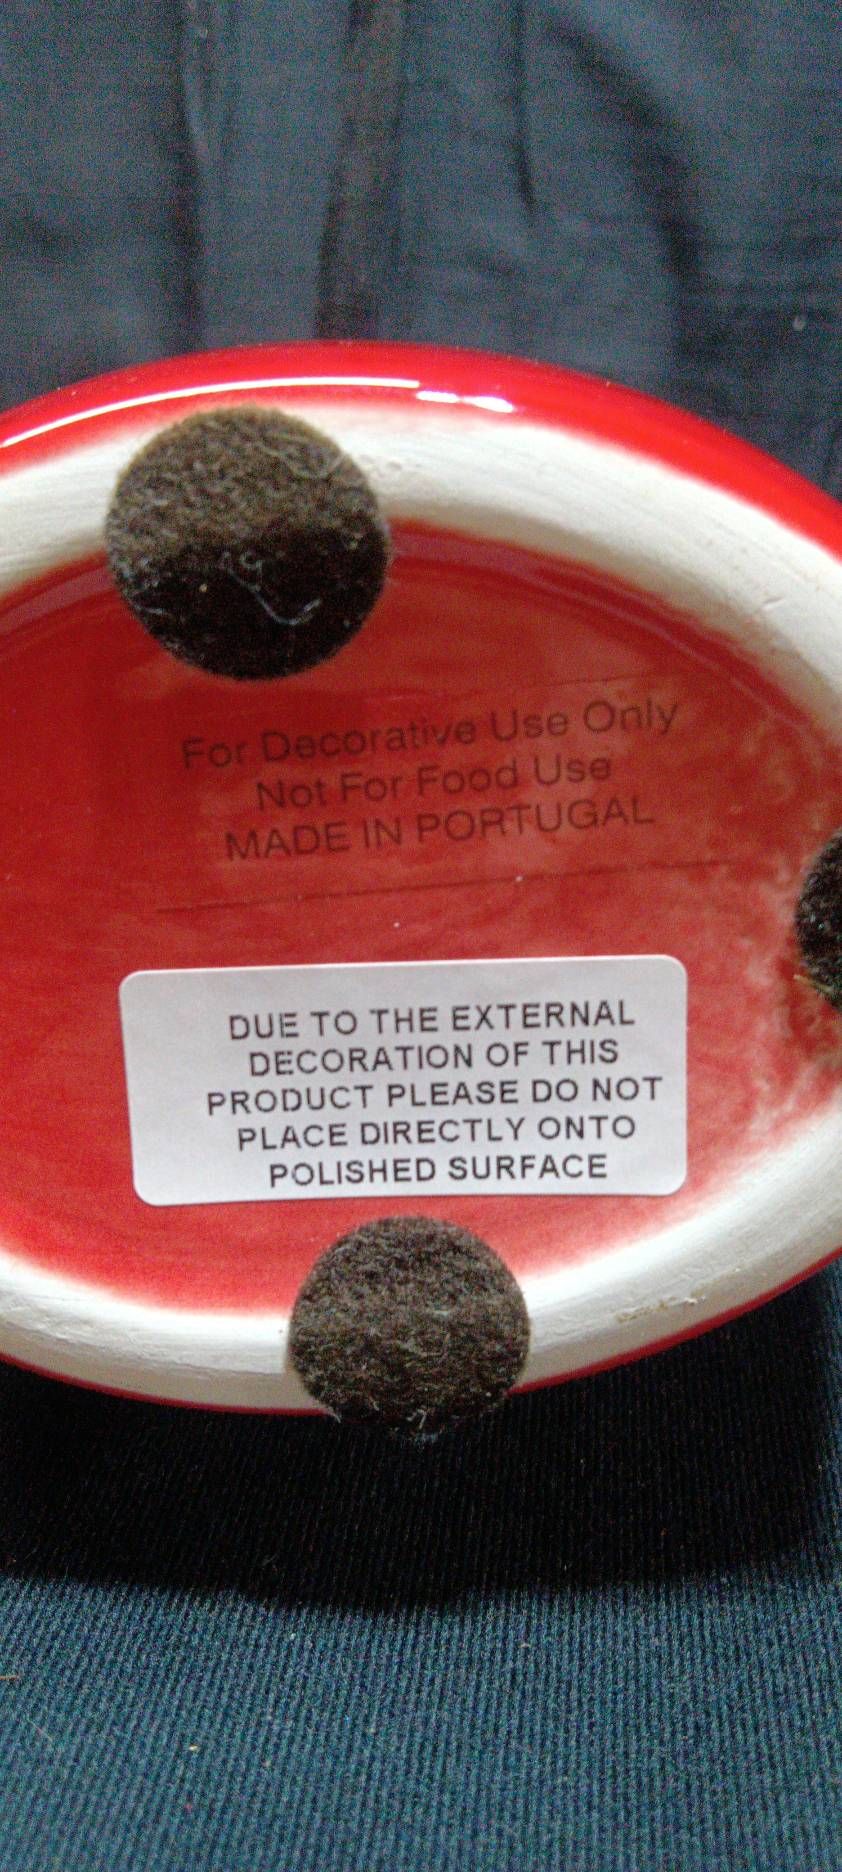 For Decorative Use Only
Not For Food Use
MADE IN PORTUGAL
DUE TO THE EXTERNAL
DECORATION OF THIS
PRODUCT PLEASE DO NOT
PLACE DIRECTLY ONTO
POLISHED SURFACE